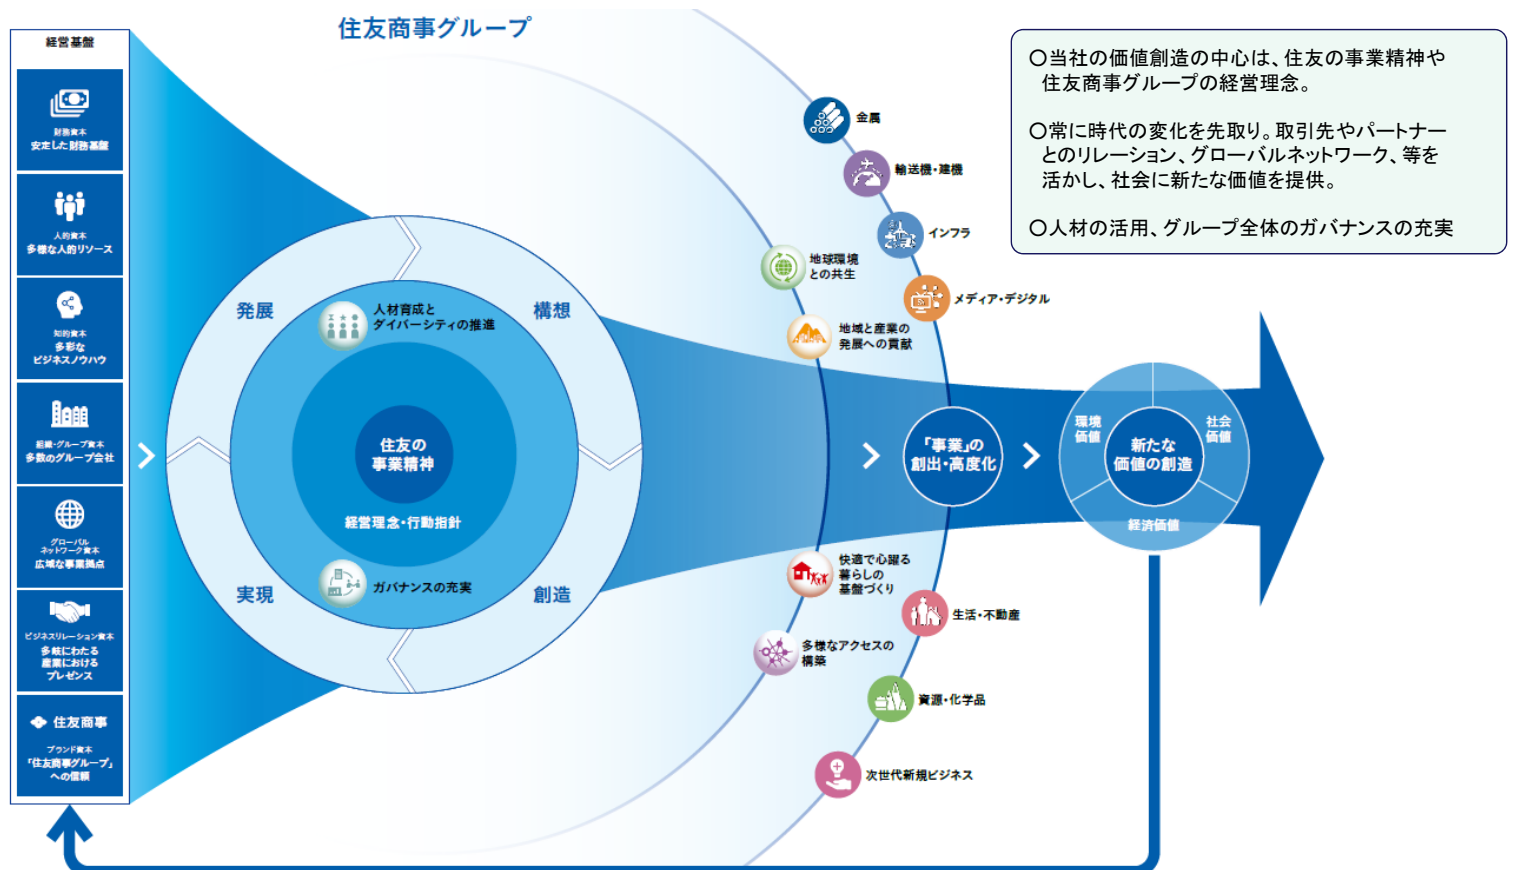 住友商事グループ
経営基盤
財務資本
安定した財務基盤
人的資本
多様な人的リソース
知的資本
多彩な
ビジネスノウハウ
組織・グループ資本
多数のグループ会社
グローバル
ネットワーク資本
広域な事業拠点
ビジネスリレーション資本
多岐にわたる
産業における
プレゼンス
住友商事
ブランド資本
「住友商事グループ」
への信頼
発展
構想
実現
創造
人材育成と
ダイバーシティの推進
住友の
事業精神
経営理念・行動指針
ガバナンスの充実
地球環境
との共生
地域と産業の
発展への貢献
快適で心躍る
暮らしの
基盤づくり
多様なアクセスの
構築
金属
輸送機・建機
インフラ
メディア・デジタル
生活・不動産
資源・化学品
次世代新規ビジネス
「事業」の
創出・高度化
環境
価値
社会
価値
新たな
価値の創造
経済価値
〇当社の価値創造の中心は、住友の事業精神や
住友商事グループの経営理念。
〇常に時代の変化を先取り。取引先やパートナー
とのリレーション、グローバルネットワーク、等を
活かし、社会に新たな価値を提供。
〇人材の活用、グループ全体のガバナンスの充実